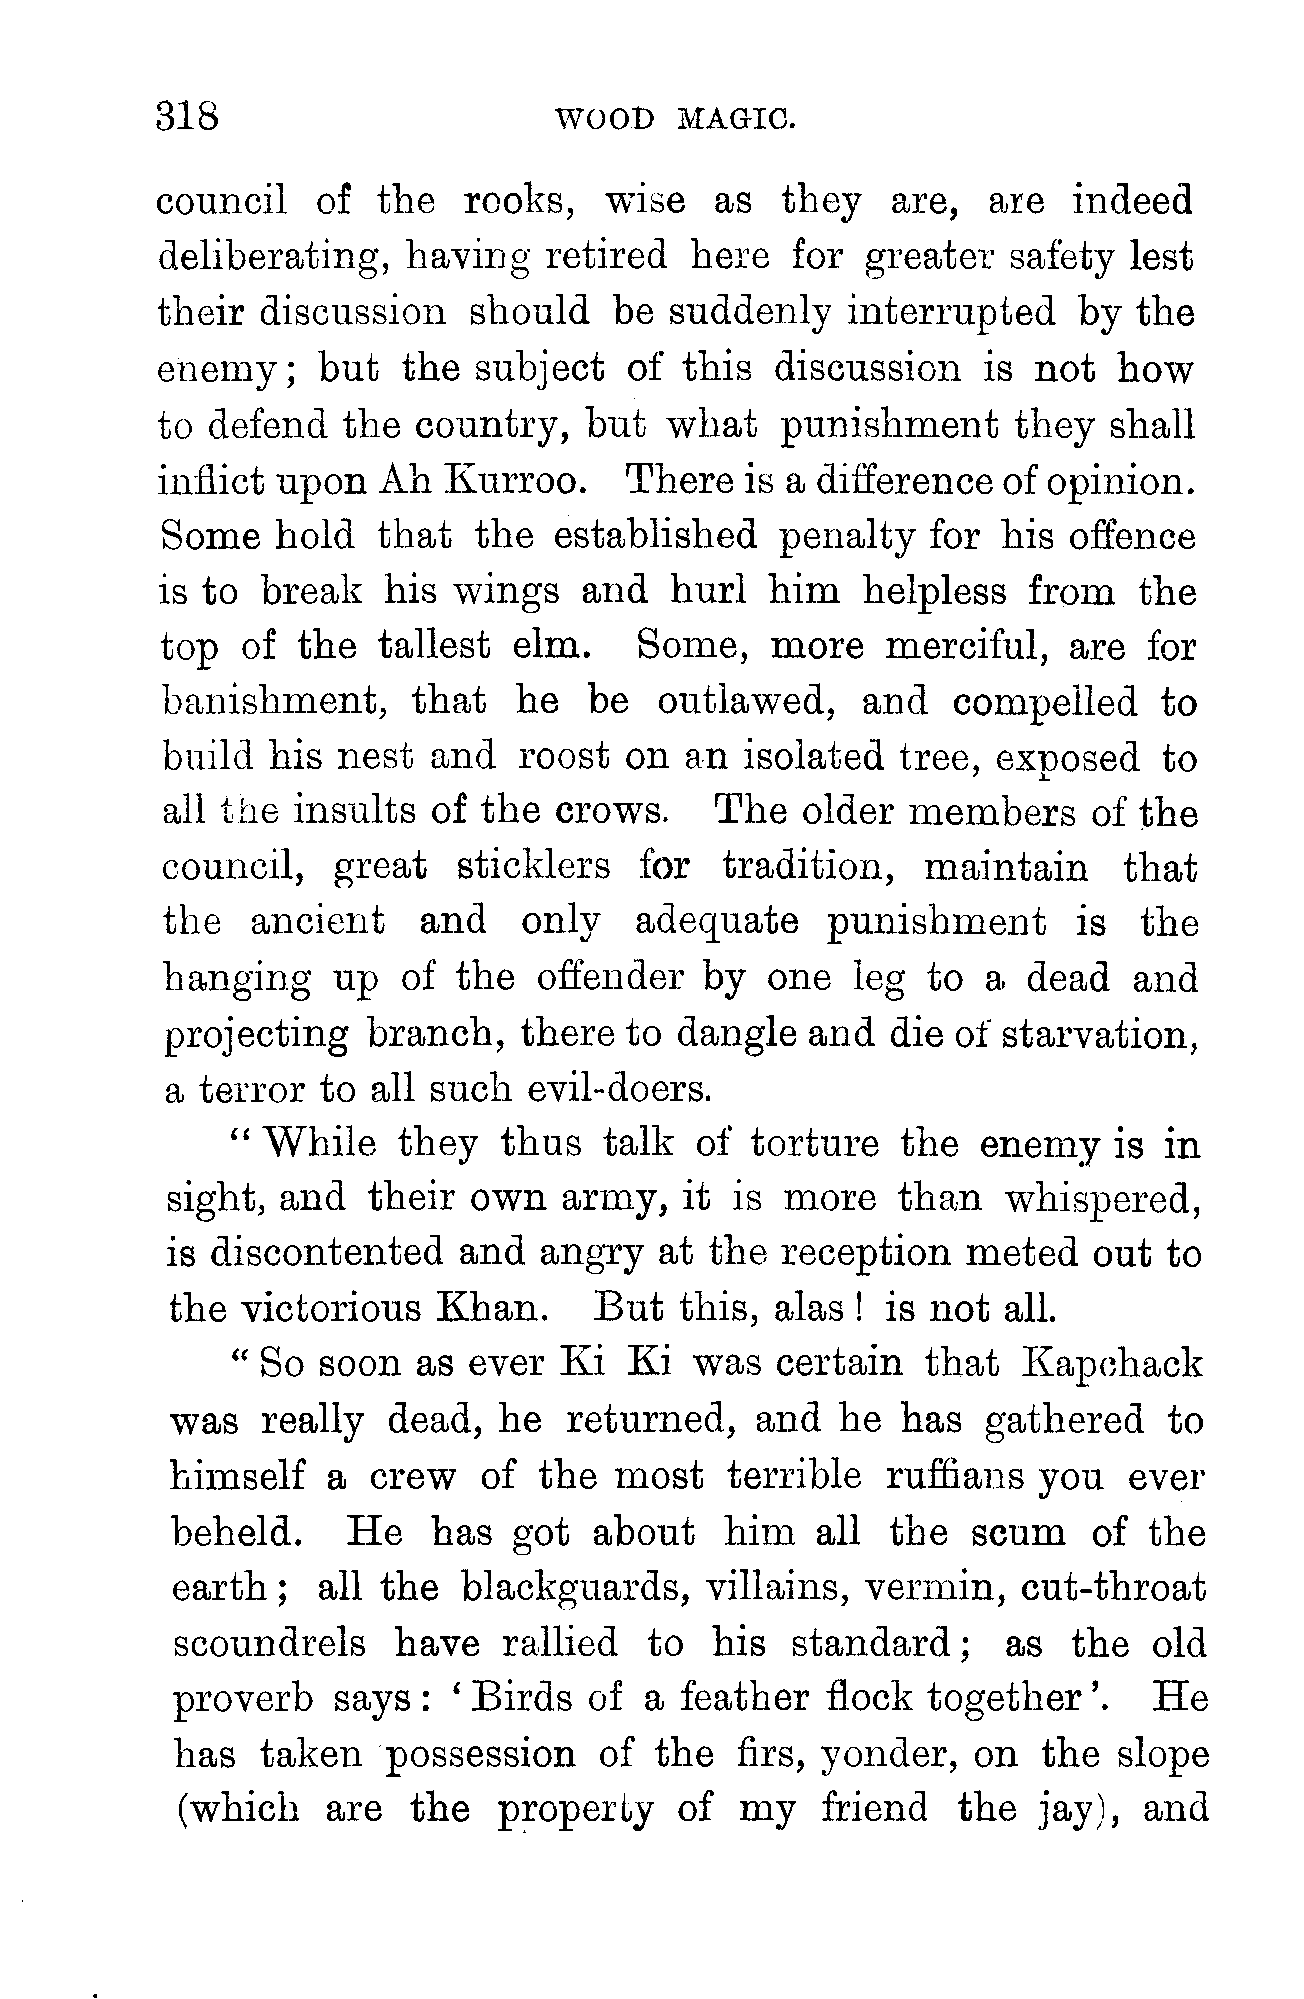 318 WOOD MAGIC.
council of the rooks, wise as they are, are indeed
deliberating, having retired here for greater safety lest
their discussion should be suddenly interrupted by the
enemy; but the subject of this discussion is not how
to defend the country, but what punishment they shall
inflict upon Ah Kurroo. There is a difference of opinion.
Some hold that the established penalty for his offence
is to break his wings and hurl him helpless from the
top of the tallest elm. Some, more merciful, are for
banishment, that he be outlawed, and compelled to
build his nest and roost on an isolated tree, exposed to
all the insults of the crows. The older members of the
council, great sticklers for tradition, maintain that
the ancient and only adequate punishment is the
hanging up of the offender by one leg to a dead and
projecting branch, there to dangle and die of starvation,
a terror to all such evil-doers.
"While they thus talk of torture the enemy is in
sight, and their own army, it is more than whispered,
is discontented and angry at the reception meted out to
the victorious Khan. But this, alas! is not all.
"So soon as ever Ki Ki was certain that Kapchack
was really dead, he returned, and he has gathered to
himself a crew of the most terrible ruffians you ever
beheld. He has got about him all the scum of the
earth; all the blackguards, villains, vermin, cut-throat
scoundrels have rallied to his standard; as the old
proverb says: 'Birds of a feather flock together'. He
has taken possession of the firs, yonder, on the slope
(which are the property of my friend the jay), and